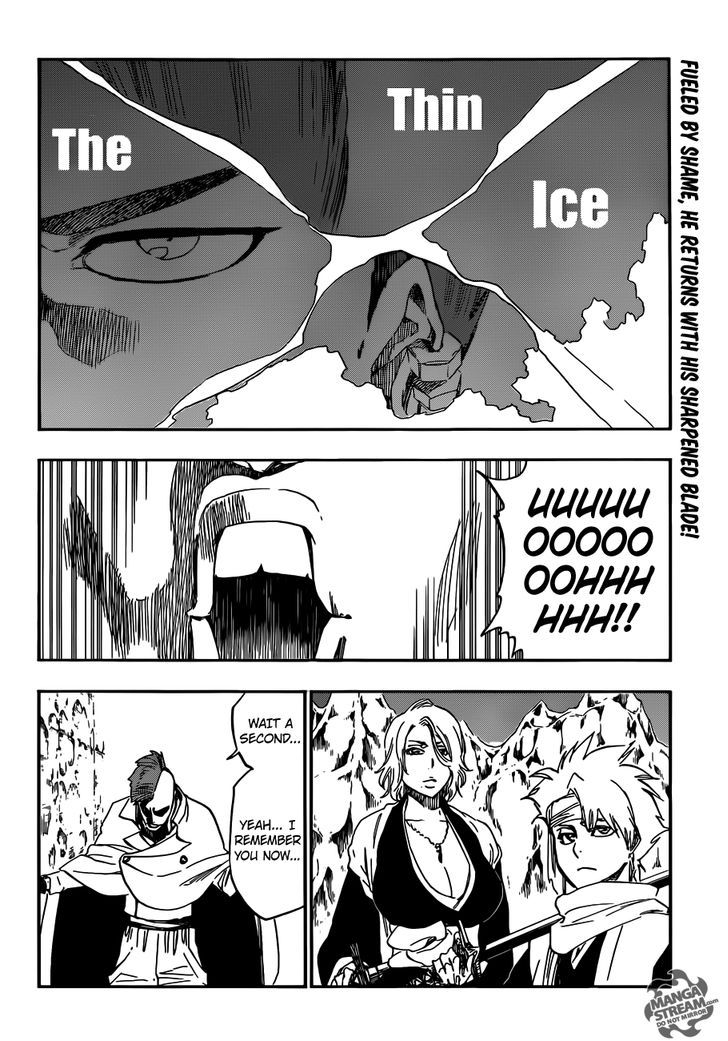 The
Thin
Ice
FUELED BY SHAME, HE RETURNS WITH HIS SHARPENED BLADE!
UUUUU
OOOOO
OOHHH
HHH!!
WAIT A
SECOND...
YEAH... I
REMEMBER
YOU NOW...
MANGA
STREAM.COM
DO NOT MIRROR